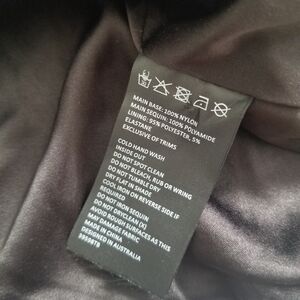 MAIN BASE: 100% NYLON
MAIN SEQUIN: 100% POLYAMIDE
LINING: 95% POLYESTER, 5%
ELASTANE
EXCLUSIVE OF TRIMS
COLD HAND WASH
INSIDE OUT
DO NOT SPOT CLEAN
DO NOT BLEACH, RUB OR WRING
DO NOT TUMBLE DRY
DRY FLAT IN SHADE
COOL IRON ON REVERSE SIDE IF
REQUIRED
DO NOT IRON SEQUIN
DO NOT DRYCLEAN (X)
AVOID ROUGH SURFACES AS THIS
MAY DAMAGE FABRIC
MADE IN CHINA
DESIGNED IN AUSTRALIA